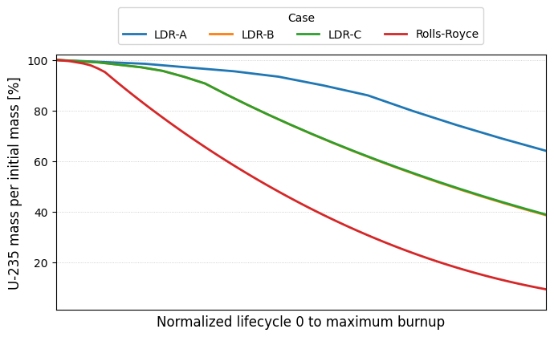 Case
LDR-A LDR-B LDR-C Rolls-Royce
U-235 mass per initial mass [%]
100
80
60
40
20
Normalized lifecycle 0 to maximum burnup